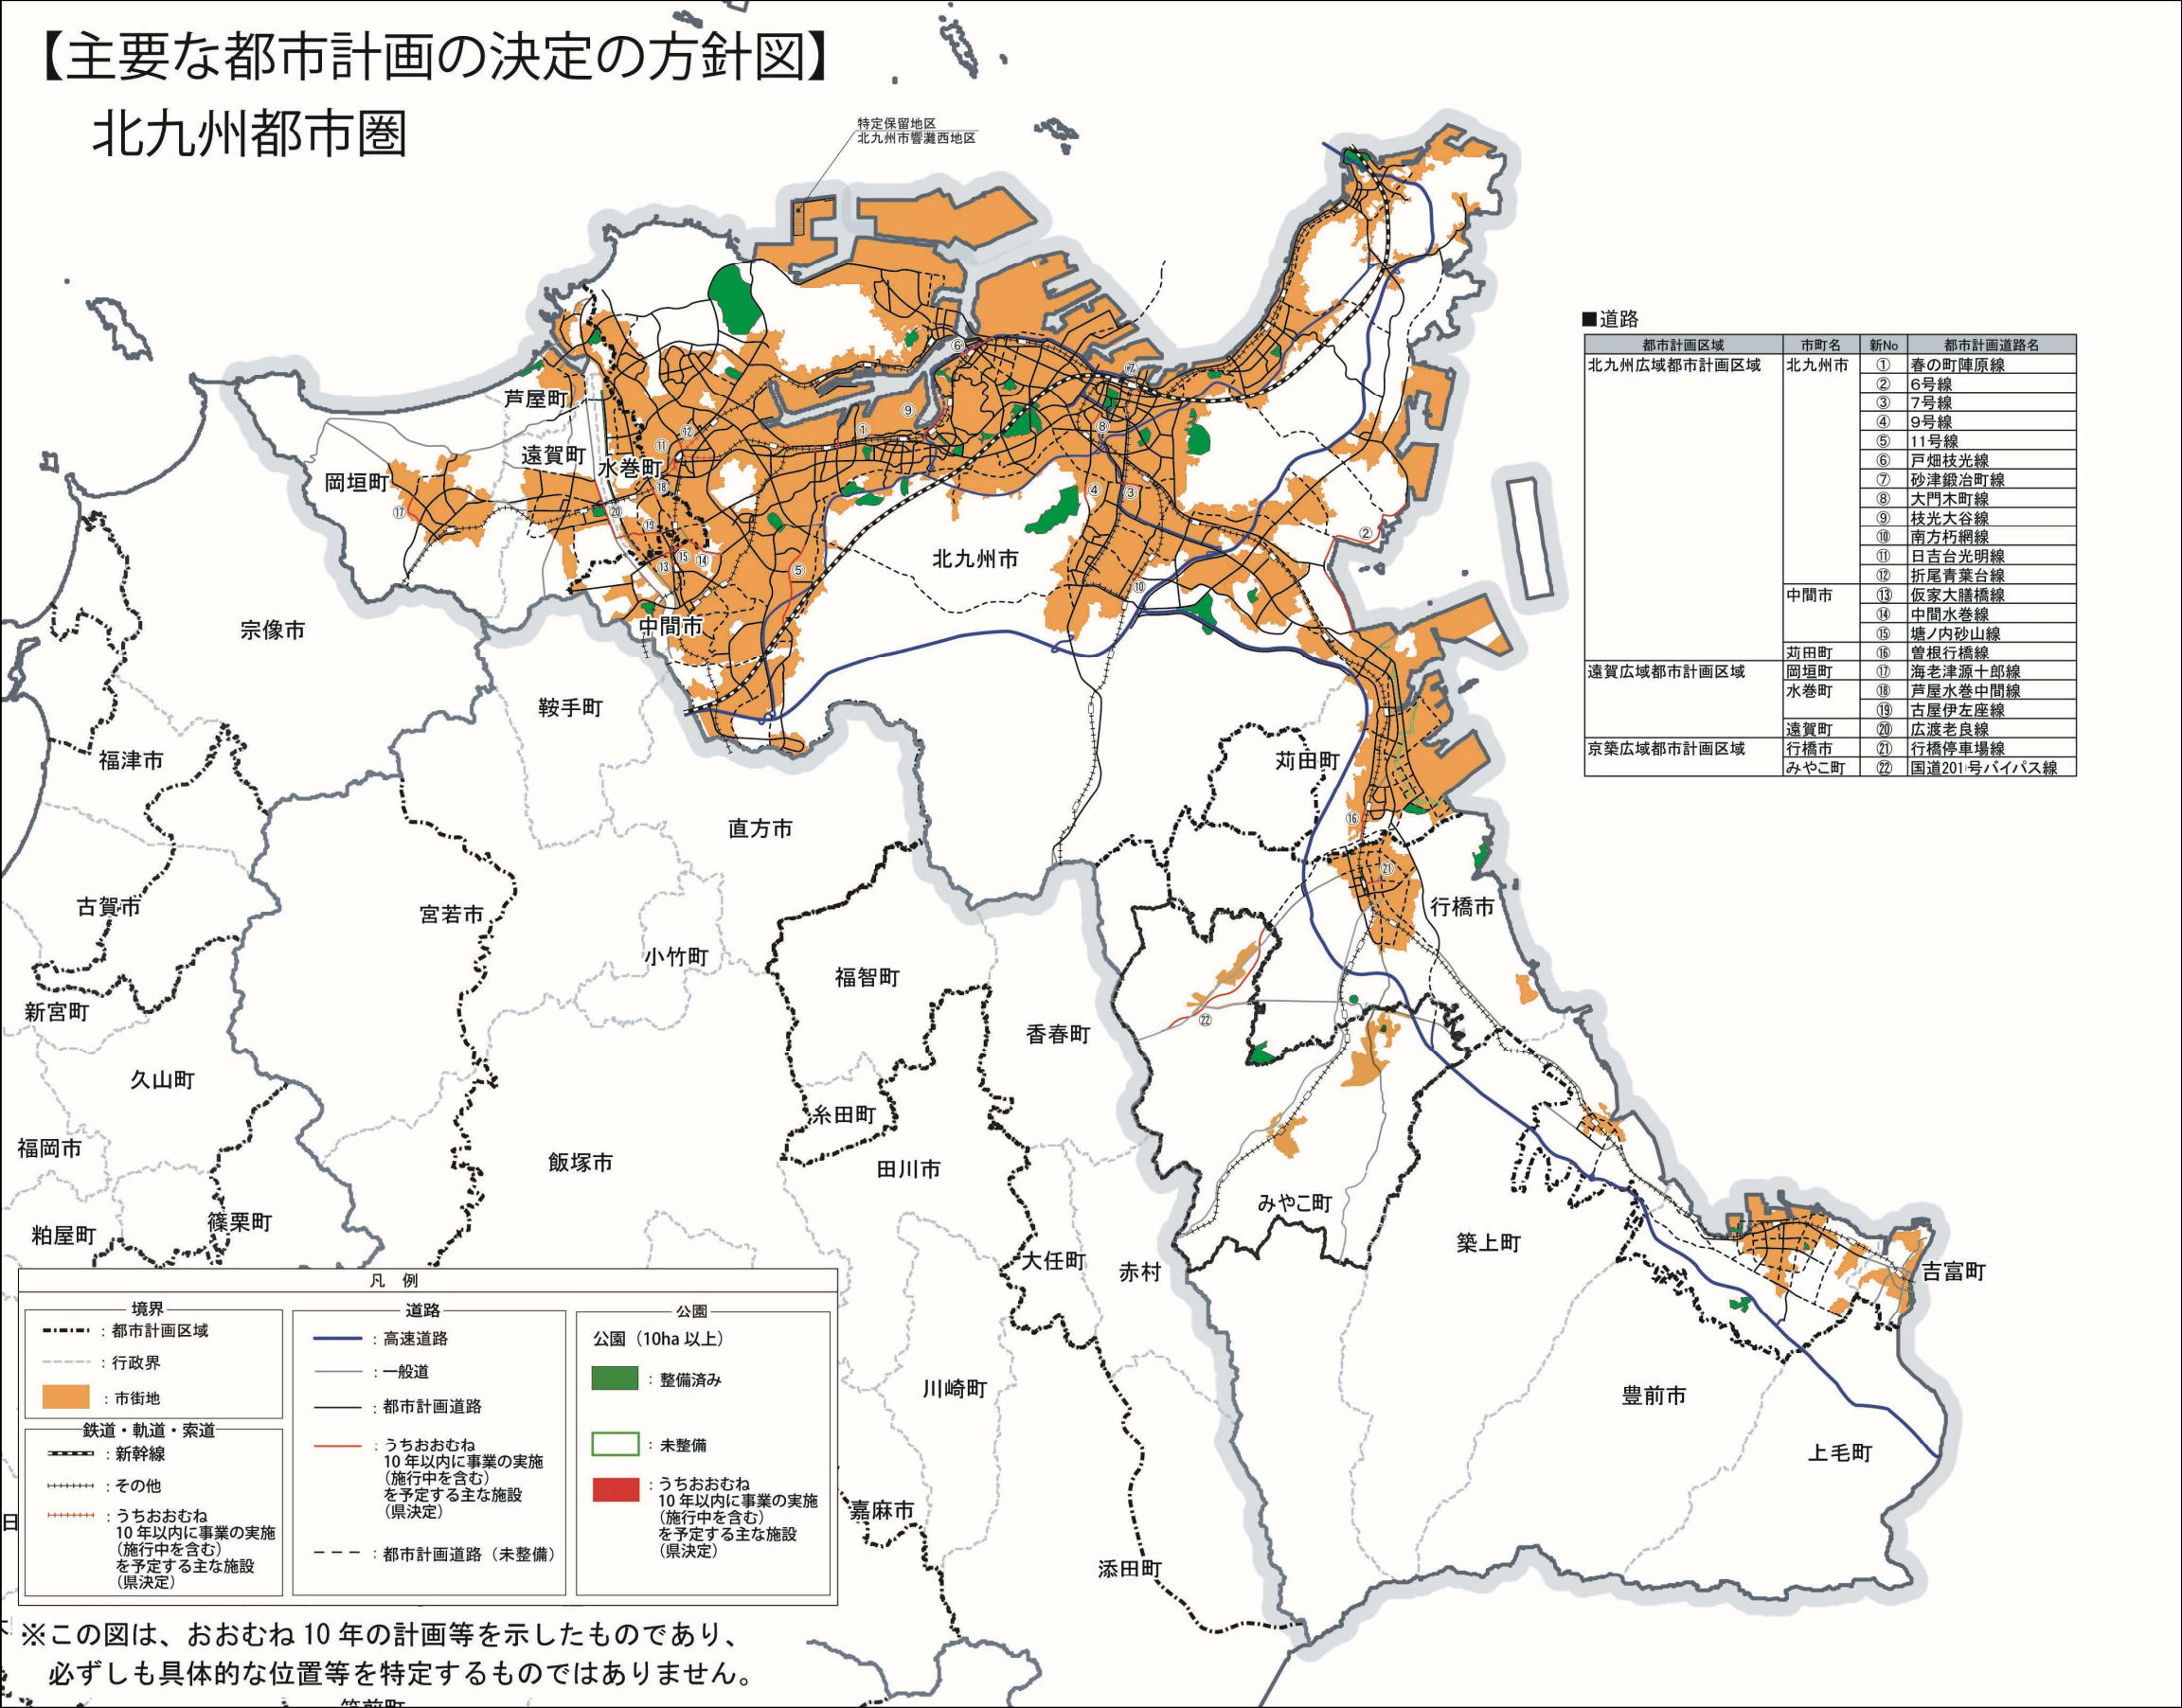 【主要な都市計画の決定の方針図】
北九州都市圏
特定保留地区
北九州市響灘西地区
⑥
⑦
⑨
①
⑧
芦屋町
遠賀町
水巻町
⑪
⑫
⑱
岡垣町
⑰
⑳
⑲
④
③
②
北九州市
⑮
⑭
⑬
⑤
⑩
宗像市
中間市
鞍手町
福津市
苅田町
直方市
⑯
㉑
古賀市
宮若市
行橋市
小竹町
福智町
新宮町
香春町
㉒
久山町
糸田町
福岡市
飯塚市
田川市
みやこ町
粕屋町
篠栗町
築上町
大任町
赤村
吉富町
川崎町
豊前市
上毛町
嘉麻市
添田町
■道路
都市計画区域 市町名 新No 都市計画道路名
北九州広域都市計画区域 北九州市 ① 春の町陣原線
② 6号線
③ 7号線
④ 9号線
⑤ 11号線
⑥ 戸畑枝光線
⑦ 砂津鍛冶町線
⑧ 大門木町線
⑨ 枝光大谷線
⑩ 南方朽網線
⑪ 日吉台光明線
⑫ 折尾青葉台線
中間市 ⑬ 仮家大膳橋線
⑭ 中間水巻線
⑮ 塘ノ内砂山線
苅田町 ⑯ 曽根行橋線
遠賀広域都市計画区域 岡垣町 ⑰ 海老津源十郎線
水巻町 ⑱ 芦屋水巻中間線
⑲ 古屋伊左座線
遠賀町 ⑳ 広渡老良線
京築広域都市計画区域 行橋市 ㉑ 行橋停車場線
みやこ町 ㉒ 国道201号バイパス線
凡 例
境界
：都市計画区域
：行政界
：市街地
鉄道・軌道・索道
：新幹線
：その他
：うちおおむね
10年以内に事業の実施
（施行中を含む）
を予定する主な施設
（県決定）
道路
：高速道路
：一般道
：都市計画道路
：うちおおむね
10年以内に事業の実施
（施行中を含む）
を予定する主な施設
（県決定）
：都市計画道路（未整備）
公園
公園（10ha 以上）
：整備済み
：未整備
：うちおおむね
10年以内に事業の実施
（施行中を含む）
を予定する主な施設
（県決定）
日
※この図は、おおむね 10 年の計画等を示したものであり、
必ずしも具体的な位置等を特定するものではありません。